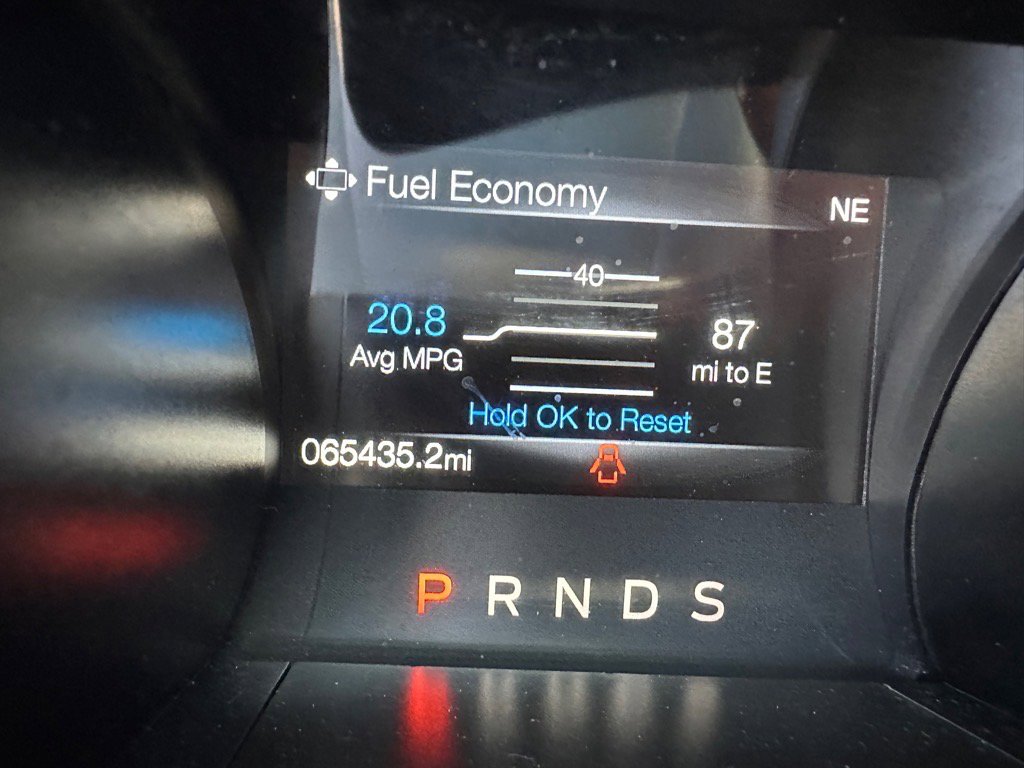 Fuel Economy
NE
40
20.8
Avg MPG
87
mi to E
Hold OK to Reset
065435.2mi
P R N D S